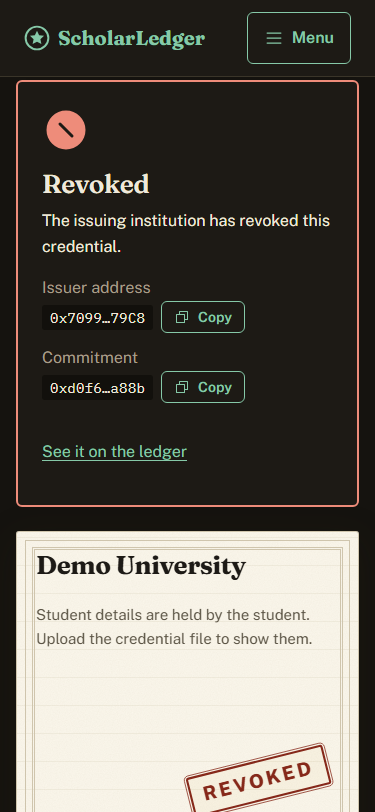 ScholarLedger
Menu
Revoked
The issuing institution has revoked this
credential.
Issuer address
0x7099…79C8
Copy
Commitment
0xd0f6…a88b
Copy
See it on the ledger
Demo University
Student details are held by the student.
Upload the credential file to show them.
REVOKED